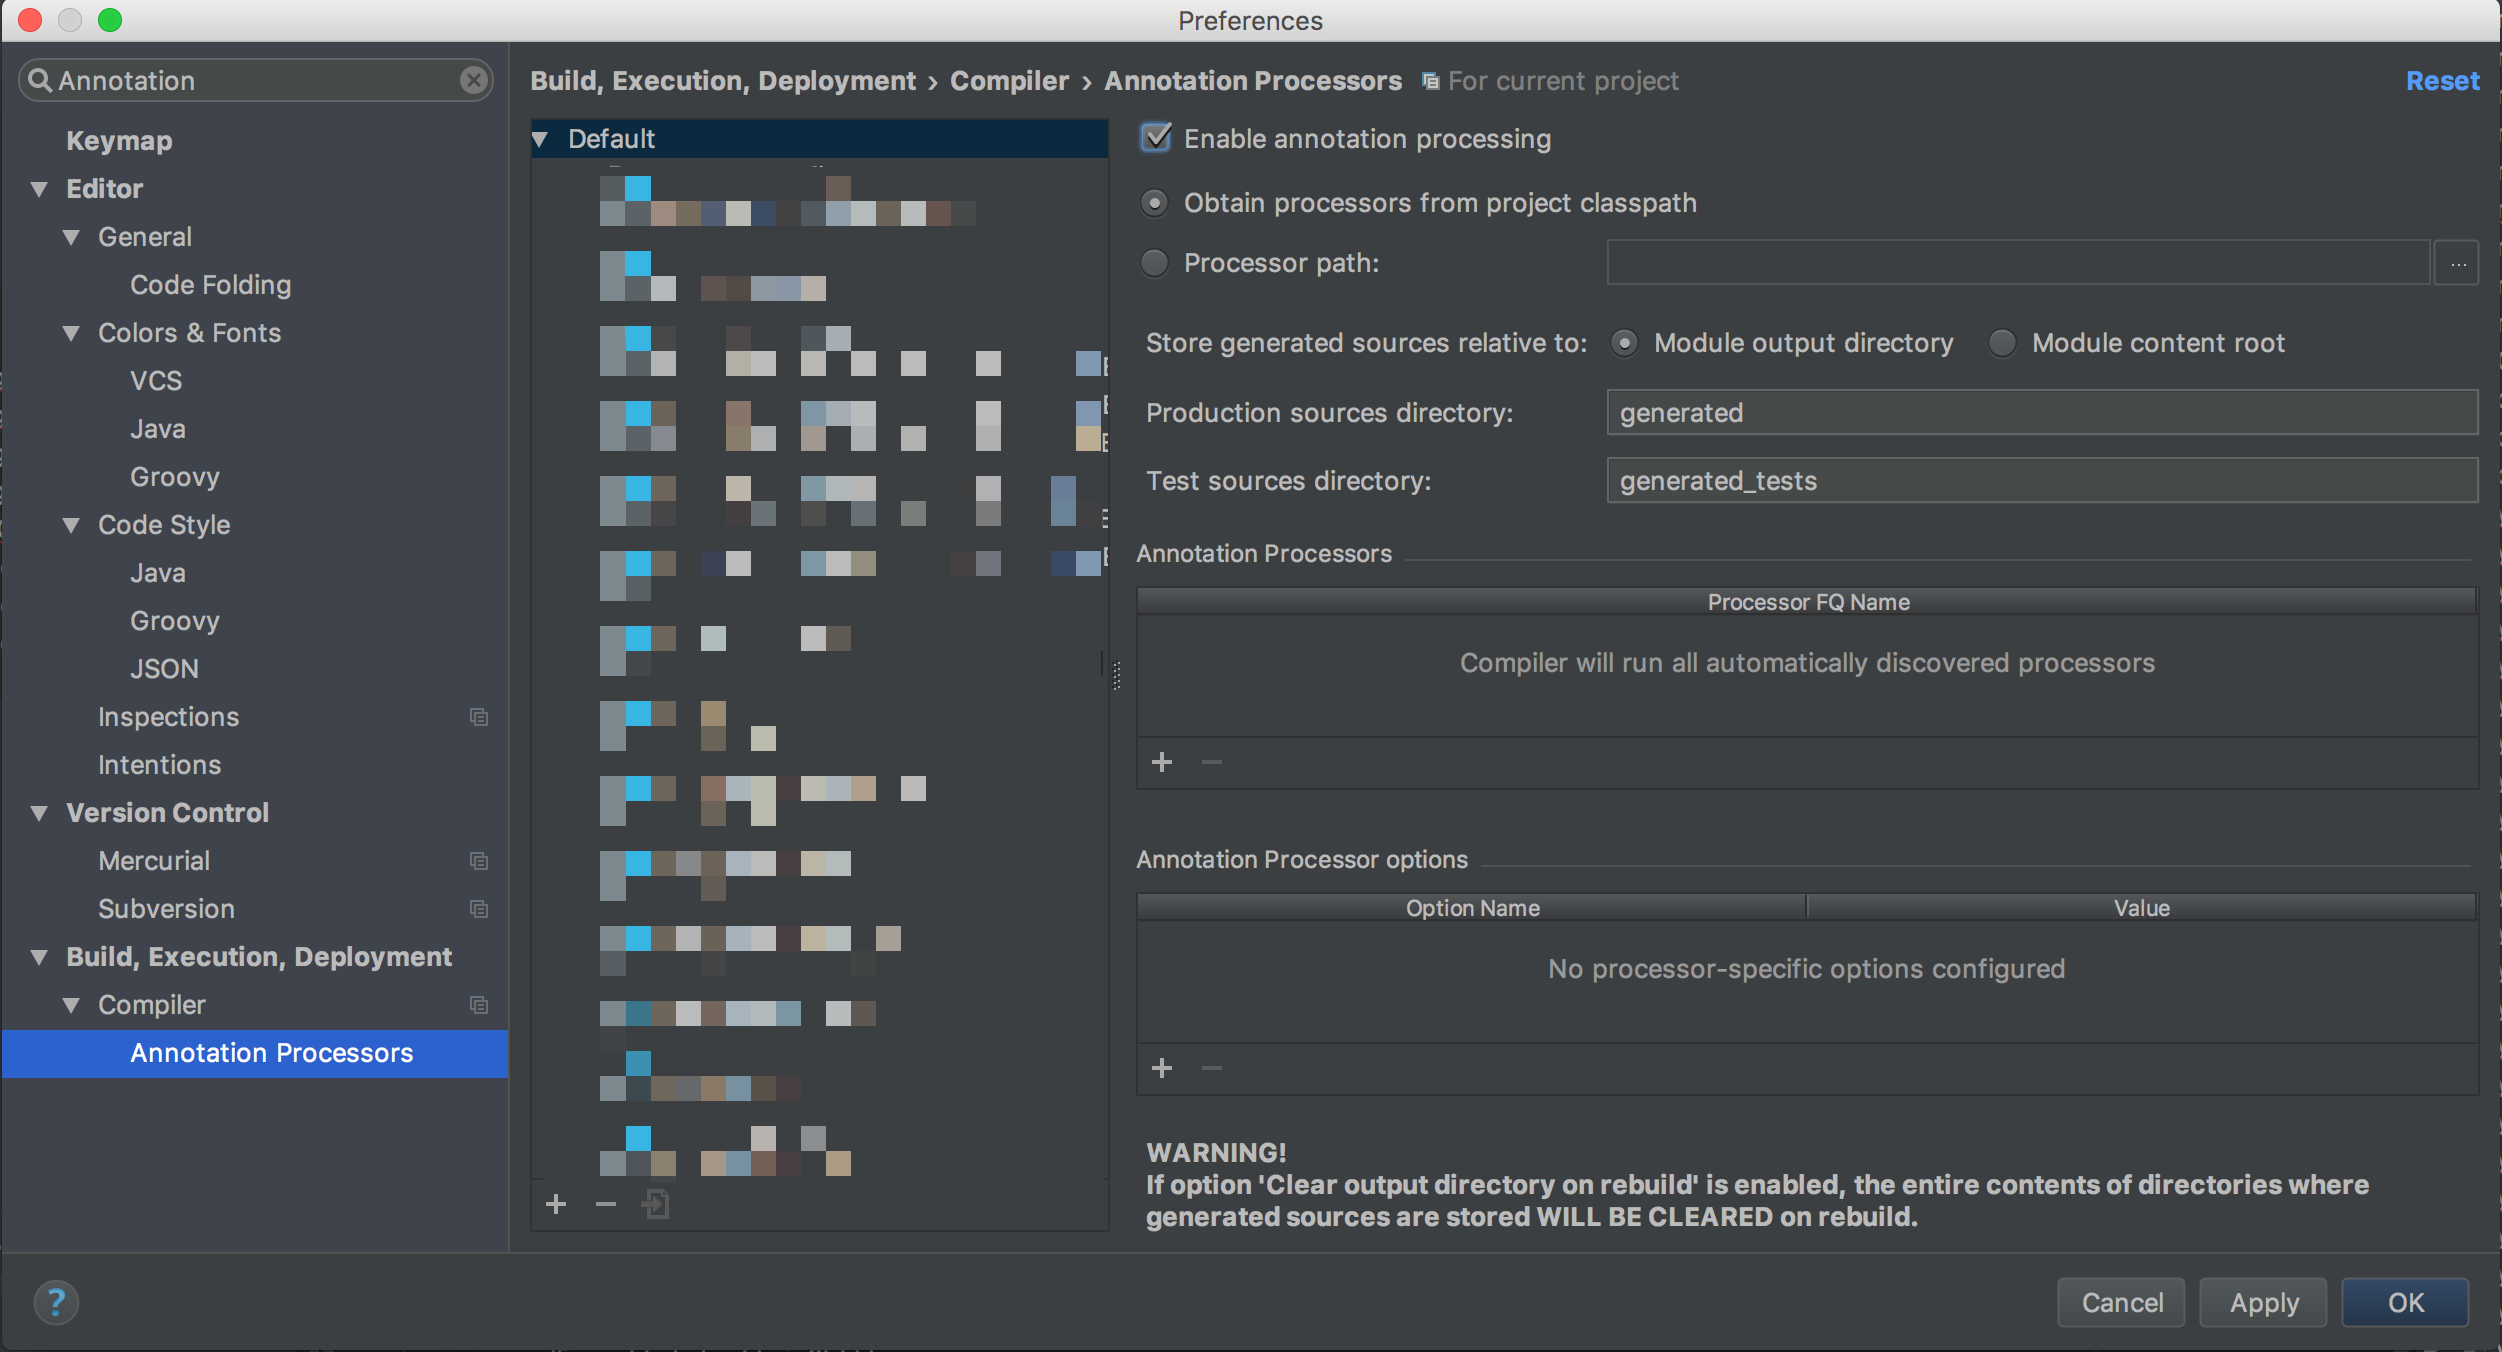 Preferences
Annotation
Keymap
Editor
General
Code Folding
Colors & Fonts
VCS
Java
Groovy
Code Style
Java
Groovy
JSON
Inspections
Intentions
Version Control
Mercurial
Subversion
Build, Execution, Deployment
Compiler
Annotation Processors
Build, Execution, Deployment › Compiler › Annotation Processors For current project Reset
Default
Enable annotation processing
Obtain processors from project classpath
Processor path: ...
Store generated sources relative to: Module output directory Module content root
Production sources directory: generated
Test sources directory: generated_tests
Annotation Processors
Processor FQ Name
Compiler will run all automatically discovered processors
Annotation Processor options
Option Name Value
No processor-specific options configured
WARNING!
If option 'Clear output directory on rebuild' is enabled, the entire contents of directories where
generated sources are stored WILL BE CLEARED on rebuild.
? Cancel Apply OK